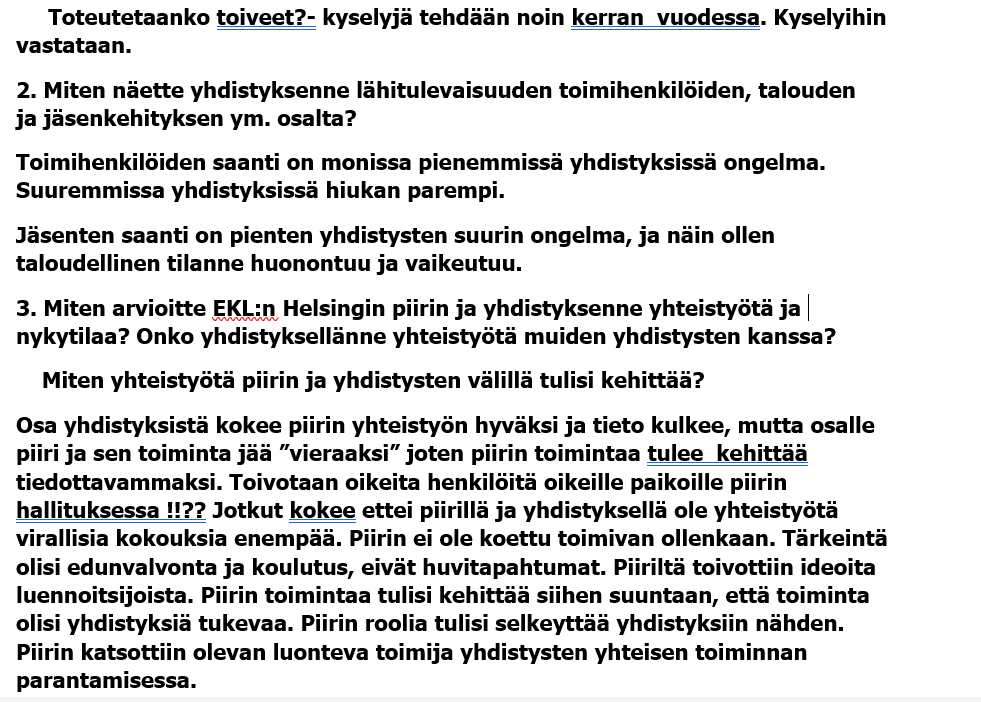 Toteutetaanko toiveet?- kyselyjä tehdään noin kerran vuodessa. Kyselyihin
vastataan.
2. Miten näette yhdistyksenne lähitulevaisuuden toimihenkilöiden, talouden
ja jäsenkehityksen ym. osalta?
Toimihenkilöiden saanti on monissa pienemmissä yhdistyksissä ongelma.
Suuremmissa yhdistyksissä hiukan parempi.
Jäsenten saanti on pienten yhdistysten suurin ongelma, ja näin ollen
taloudellinen tilanne huonontuu ja vaikeutuu.
3. Miten arvioitte EKL:n Helsingin piirin ja yhdistyksenne yhteistyötä ja
nykytilaa? Onko yhdistyksellänne yhteistyötä muiden yhdistysten kanssa?
Miten yhteistyötä piirin ja yhdistysten välillä tulisi kehittää?
Osa yhdistyksistä kokee piirin yhteistyön hyväksi ja tieto kulkee, mutta osalle
piiri ja sen toiminta jää ”vieraaksi” joten piirin toimintaa tulee kehittää
tiedottavammaksi. Toivotaan oikeita henkilöitä oikeille paikoille piirin
hallituksessa !!?? Jotkut kokee ettei piirillä ja yhdistyksellä ole yhteistyötä
virallisia kokouksia enempää. Piirin ei ole koettu toimivan ollenkaan. Tärkeintä
olisi edunvalvonta ja koulutus, eivät huvitapahtumat. Piiriltä toivottiin ideoita
luennoitsijoista. Piirin toimintaa tulisi kehittää siihen suuntaan, että toiminta
olisi yhdistyksiä tukevaa. Piirin roolia tulisi selkeyttää yhdistyksiin nähden.
Piirin katsottiin olevan luonteva toimija yhdistysten yhteisen toiminnan
parantamisessa.